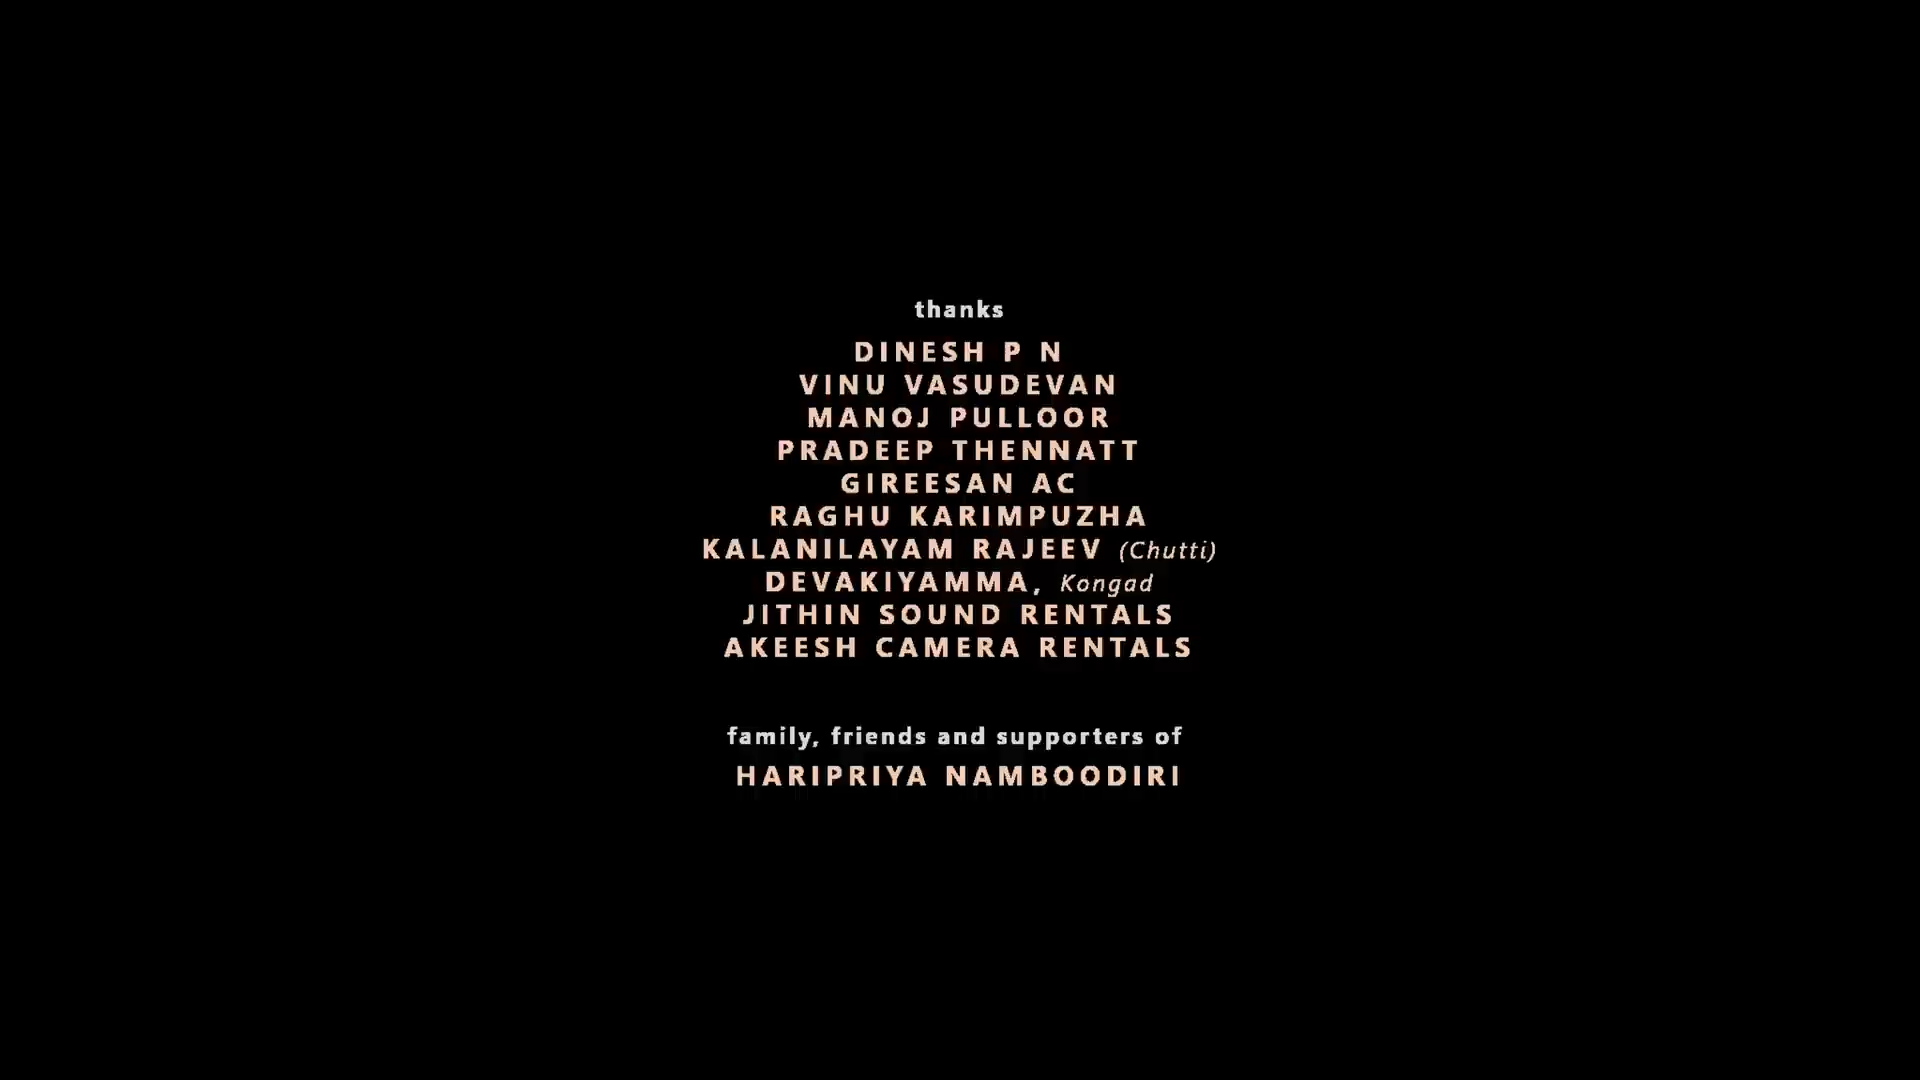 thanks
DINESH P N
VINU VASUDEVAN
MANOJ PULLOOR
PRADEEP THENNATT
GIREESAN AC
RAGHU KARIMPUZHA
KALANILAYAM RAJEEV (Chutti)
DEVAKIYAMMA, Kongad
JITHIN SOUND RENTALS
AKEESH CAMERA RENTALS
family, friends and supporters of
HARIPRIYA NAMBOODIRI